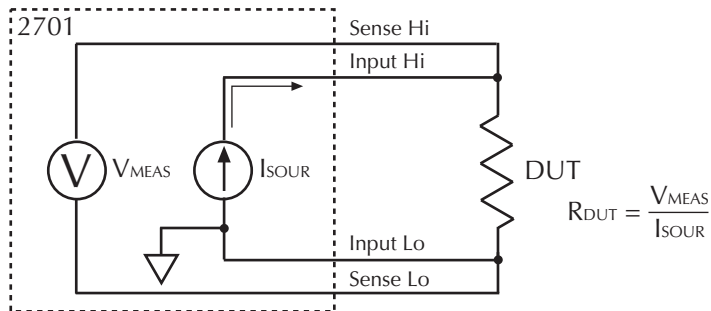 2701
Sense Hi
Input Hi
V
VMEAS
ISOUR
DUT
RDUT = VMEAS / ISOUR
Input Lo
Sense Lo